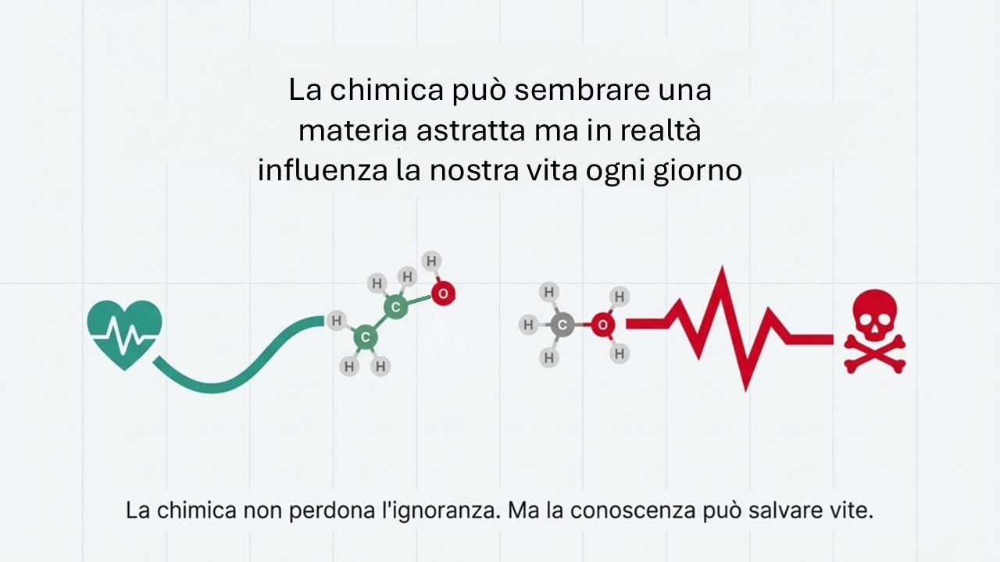 La chimica può sembrare una
materia astratta ma in realtà
influenza la nostra vita ogni giorno
H
H
H
O
C
H
C
H
H
H
H
H
C
O
H
H
La chimica non perdona l'ignoranza. Ma la conoscenza può salvare vite.